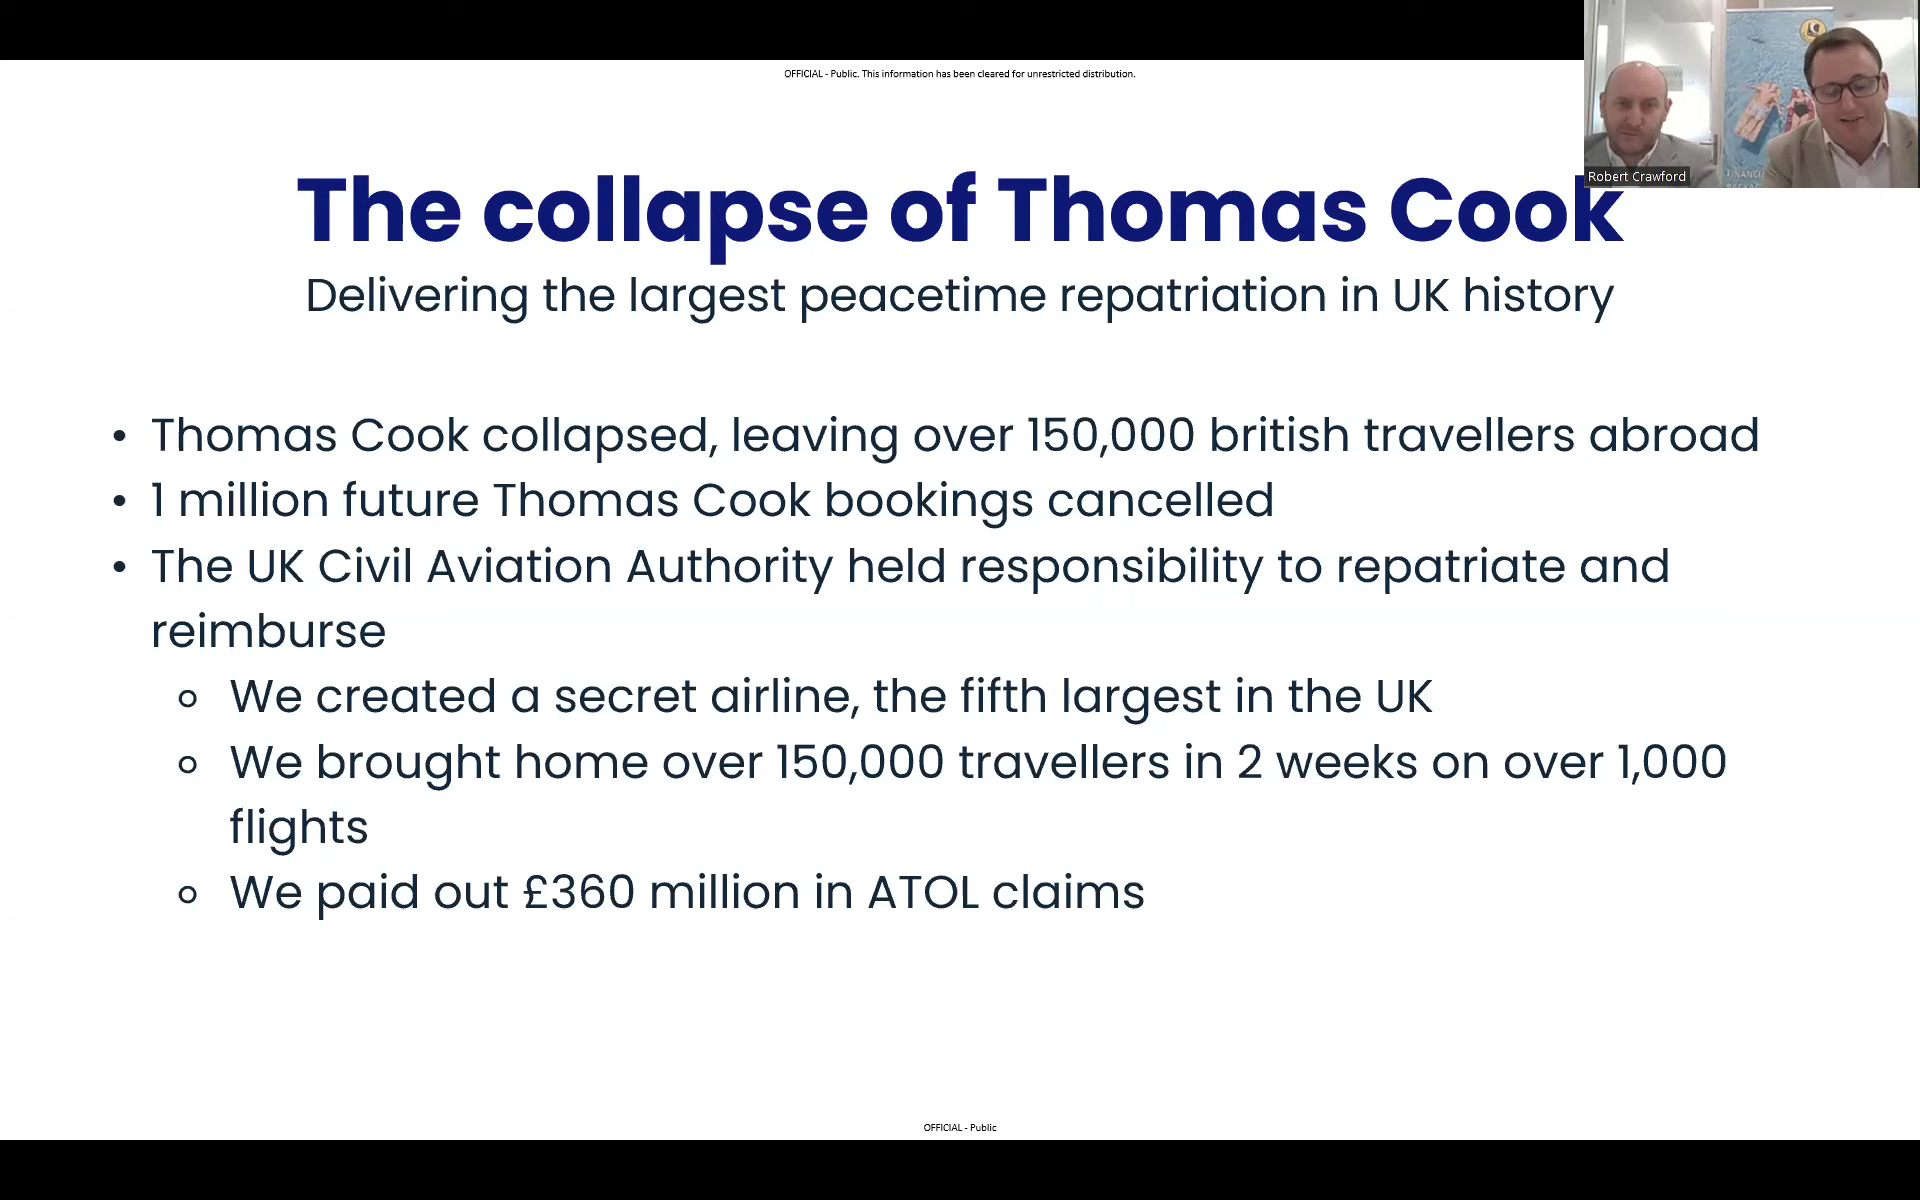 OFFICIAL - Public. This information has been cleared for unrestricted distribution.
Robert Crawford
The collapse of Thomas Cook
Delivering the largest peacetime repatriation in UK history
• Thomas Cook collapsed, leaving over 150,000 british travellers abroad
• 1 million future Thomas Cook bookings cancelled
• The UK Civil Aviation Authority held responsibility to repatriate and
reimburse
o We created a secret airline, the fifth largest in the UK
o We brought home over 150,000 travellers in 2 weeks on over 1,000
flights
o We paid out £360 million in ATOL claims
OFFICIAL - Public